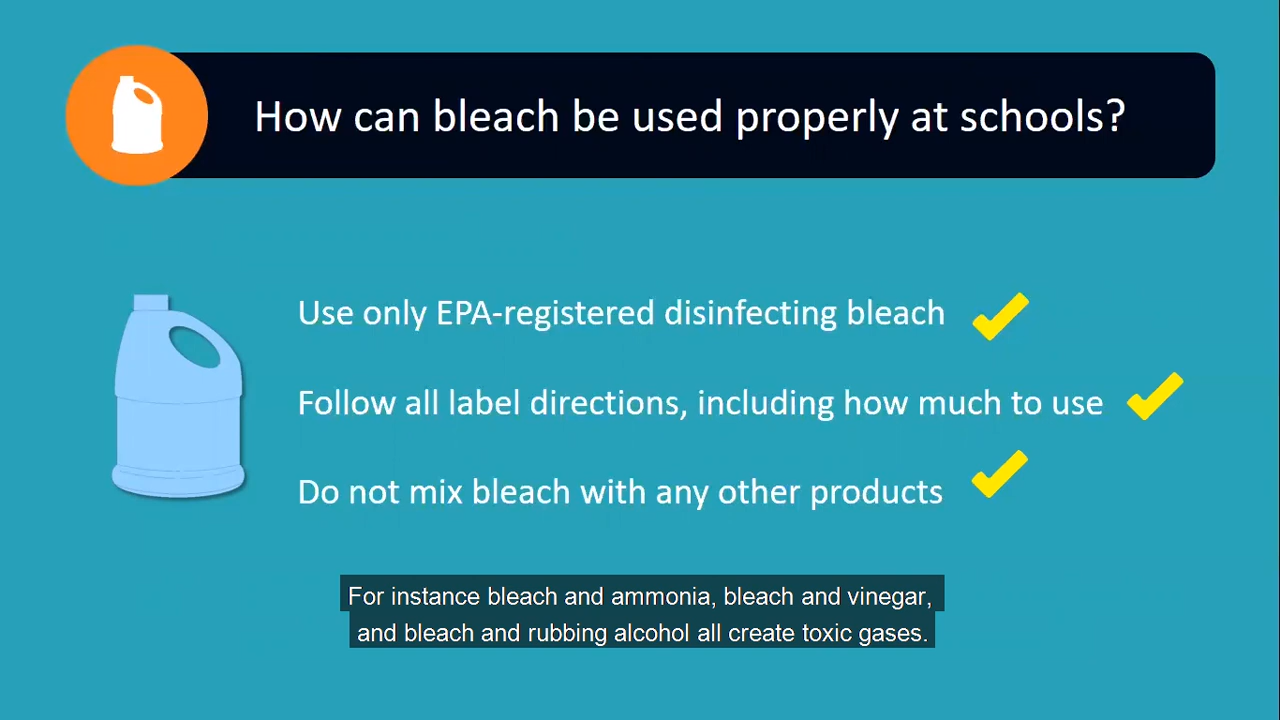 How can bleach be used properly at schools?
Use only EPA-registered disinfecting bleach
Follow all label directions, including how much to use
Do not mix bleach with any other products
For instance bleach and ammonia, bleach and vinegar,
and bleach and rubbing alcohol all create toxic gases.